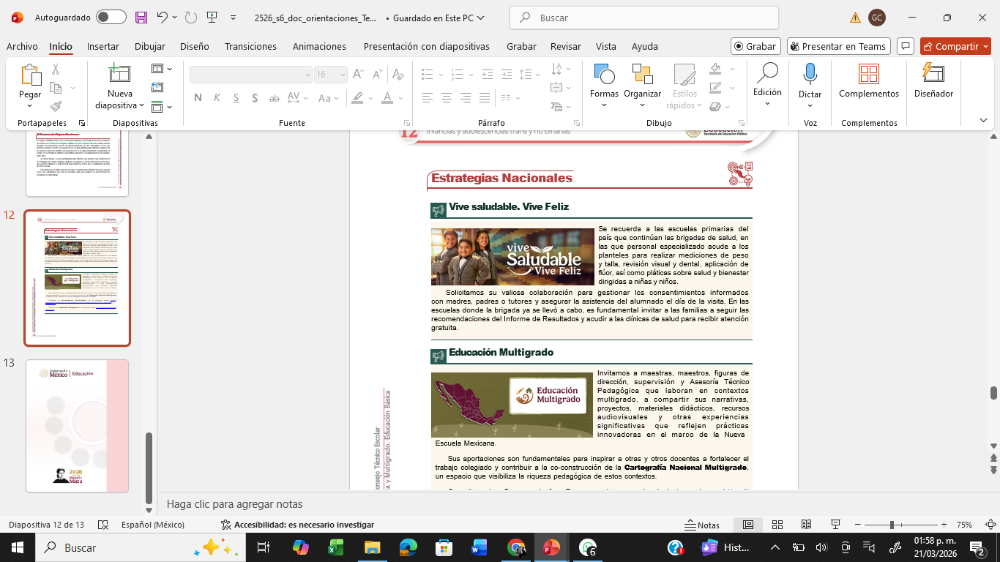 Autoguardado
2526_s6_doc_orientaciones_Te... • Guardado en Este PC
Buscar
GC
Archivo Inicio Insertar Dibujar Diseño Transiciones Animaciones Presentación con diapositivas Grabar Revisar Vista Ayuda
Grabar
Presentar en Teams
Compartir
Pegar
Nueva
diapositiva
16
N K S S ab AV Aa A
Formas
Organizar
Estilos
rápidos
Edición
Dictar
Complementos
Diseñador
Portapapeles Diapositivas Fuente Párrafo Dibujo Voz Complementos
12
13
Gobierno de
México
Educación
2026
Margarita
Maza
12
Infancias y adolescencias trans y no binarias
Educación
Secretaría de Educación Pública
Estrategias Nacionales
Vive saludable. Vive Feliz
vive
Saludable
Vive Feliz
Se recuerda a las escuelas primarias del
país que continúan las brigadas de salud, en
las que personal especializado acude a los
planteles para realizar mediciones de peso
y talla, revisión visual y dental, aplicación de
flúor, así como pláticas sobre salud y bienestar
dirigidas a niñas y niños.
Solicitamos su valiosa colaboración para gestionar los consentimientos informados
con madres, padres o tutores y asegurar la asistencia del alumnado el día de la visita. En las
escuelas donde la brigada ya se llevó a cabo, es fundamental invitar a las familias a seguir las
recomendaciones del Informe de Resultados y acudir a las clínicas de salud para recibir atención
gratuita.
Educación Multigrado
Educación
Multigrado
Invitamos a maestras, maestros, figuras de
dirección, supervisión y Asesoría Técnico
Pedagógica que laboran en contextos
multigrado, a compartir sus narrativas,
proyectos, materiales didácticos, recursos
audiovisuales y otras experiencias
significativas que reflejen prácticas
innovadoras en el marco de la Nueva
Escuela Mexicana.
Sus aportaciones son fundamentales para inspirar a otras y otros docentes a fortalecer el
trabajo colegiado y contribuir a la co-construcción de la Cartografía Nacional Multigrado,
un espacio que visibiliza la riqueza pedagógica de estos contextos.
onsejo Técnico Escolar
a y Multigrado. Educación Básica
Haga clic para agregar notas
Diapositiva 12 de 13
Español (México)
Accesibilidad: es necesario investigar
Notas
75%
Buscar
6
Hist...
01:58 p. m.
21/03/2026
2